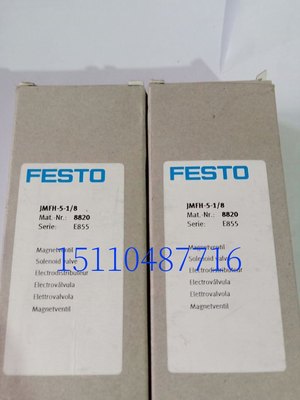 FESTO
JMFH-5-1/8
Mat. Nr.: 8820
Serie: E855
Magnetventil
Solenoid valve
Electrodistributeur
Electroválvula
Elettrovalvola
Magnetventil
FESTO
JMFH-5-1/8
Mat. Nr.: 8820
Serie: E855
Magnetventil
Solenoid valve
Electrodistributeur
Electroválvula
Elettrovalvola
Magnetventil
15110487716